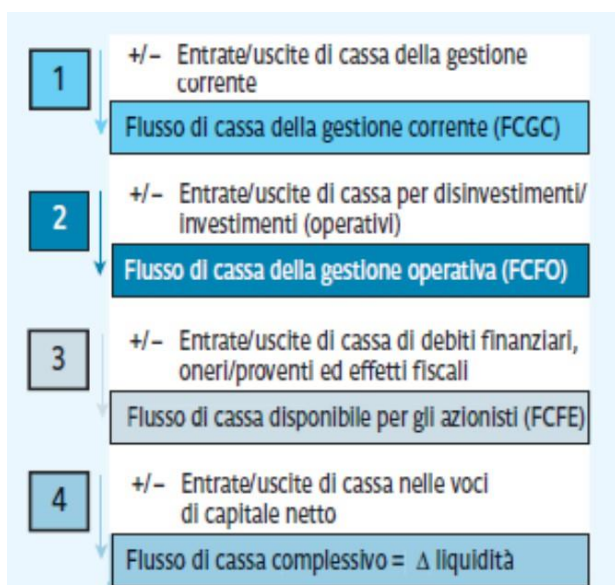 1
+/– Entrate/uscite di cassa della gestione
corrente
Flusso di cassa della gestione corrente (FCGC)
2
+/– Entrate/uscite di cassa per disinvestimenti/
investimenti (operativi)
Flusso di cassa della gestione operativa (FCFO)
3
+/– Entrate/uscite di cassa di debiti finanziari,
oneri/proventi ed effetti fiscali
Flusso di cassa disponibile per gli azionisti (FCFE)
4
+/– Entrate/uscite di cassa nelle voci
di capitale netto
Flusso di cassa complessivo = Δ liquidità